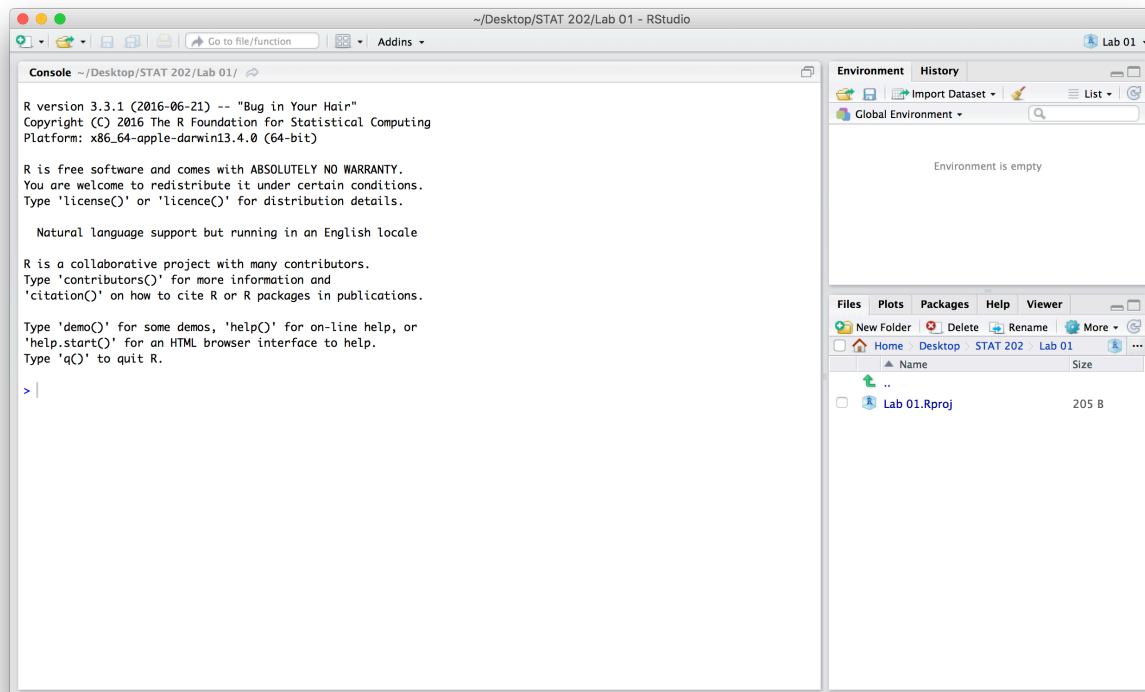 ~/Desktop/STAT 202/Lab 01 - RStudio
Go to file/function
Addins
Lab 01
Console ~/Desktop/STAT 202/Lab 01/
R version 3.3.1 (2016-06-21) -- "Bug in Your Hair"
Copyright (C) 2016 The R Foundation for Statistical Computing
Platform: x86_64-apple-darwin13.4.0 (64-bit)
R is free software and comes with ABSOLUTELY NO WARRANTY.
You are welcome to redistribute it under certain conditions.
Type 'license()' or 'licence()' for distribution details.
Natural language support but running in an English locale
R is a collaborative project with many contributors.
Type 'contributors()' for more information and
'citation()' on how to cite R or R packages in publications.
Type 'demo()' for some demos, 'help()' for on-line help, or
'help.start()' for an HTML browser interface to help.
Type 'q()' to quit R.
>
Environment History
Import Dataset List
Global Environment
Environment is empty
Files Plots Packages Help Viewer
New Folder Delete Rename More
Home Desktop STAT 202 Lab 01 ...
Name Size
..
Lab 01.Rproj 205 B